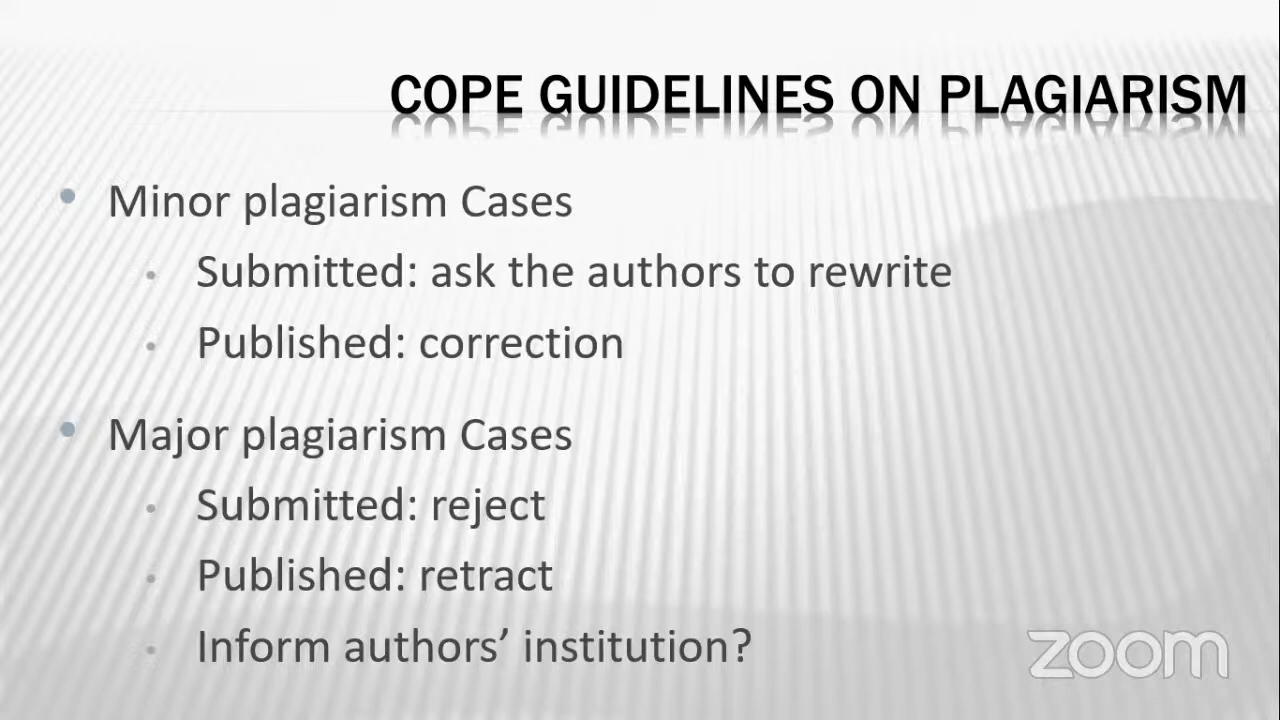 COPE GUIDELINES ON PLAGIARISM
• Minor plagiarism Cases
• Submitted: ask the authors to rewrite
• Published: correction
• Major plagiarism Cases
• Submitted: reject
• Published: retract
• Inform authors’ institution?
zoom